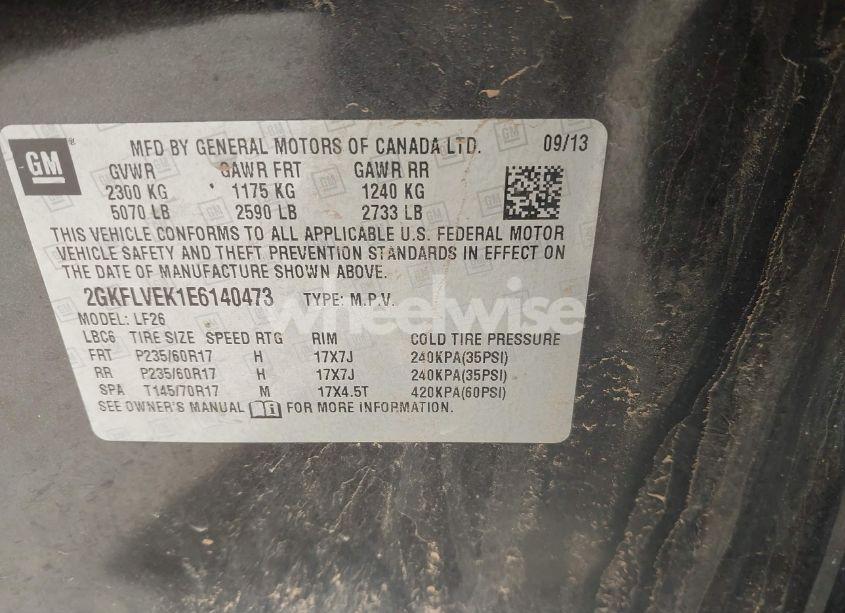 GM
MFD BY GENERAL MOTORS OF CANADA LTD. 09/13
GVWR GAWR FRT GAWR RR
2300 KG 1175 KG 1240 KG
5070 LB 2590 LB 2733 LB
THIS VEHICLE CONFORMS TO ALL APPLICABLE U.S. FEDERAL MOTOR
VEHICLE SAFETY AND THEFT PREVENTION STANDARDS IN EFFECT ON
THE DATE OF MANUFACTURE SHOWN ABOVE.
2GKFLVEK1E6140473 TYPE: M.P.V.
wheelwise
MODEL: LF26
LBC6 TIRE SIZE SPEED RTG RIM COLD TIRE PRESSURE
FRT P235/60R17 H 17X7J 240KPA(35PSI)
RR P235/60R17 H 17X7J 240KPA(35PSI)
SPA T145/70R17 M 17X4.5T 420KPA(60PSI)
SEE OWNER'S MANUAL FOR MORE INFORMATION.